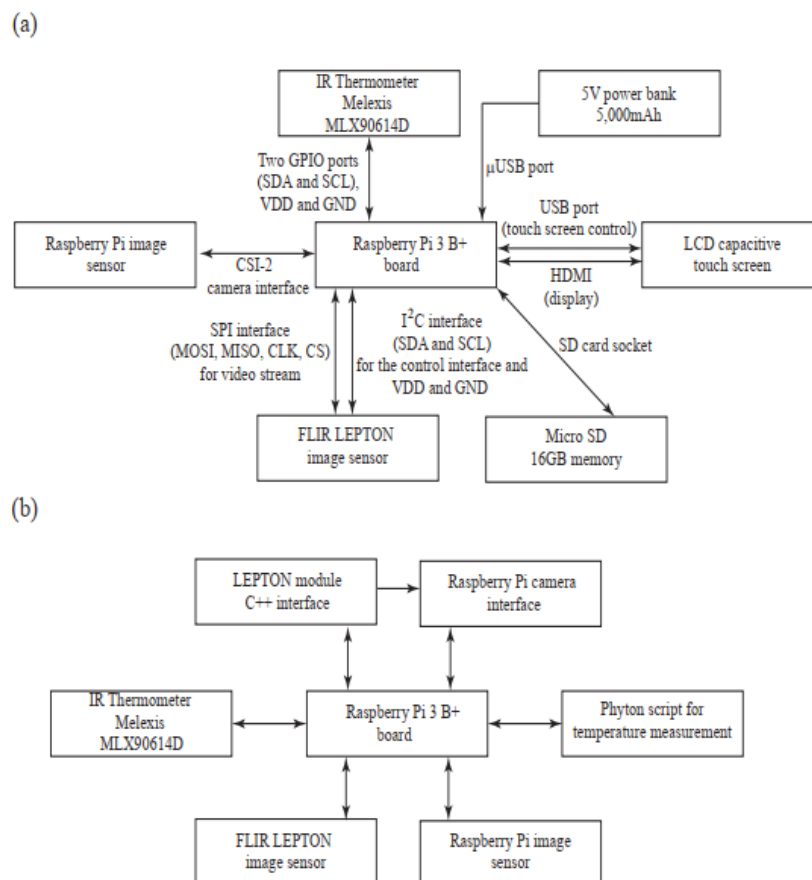 (a)
IR Thermometer
Melexis
MLX90614D
5V power bank
5,000mAh
Two GPIO ports
(SDA and SCL),
VDD and GND
μUSB port
USB port
(touch screen control)
Raspberry Pi image
sensor
Raspberry Pi 3 B+
board
LCD capacitive
touch screen
CSI-2
camera interface
HDMI
(display)
SPI interface
(MOSI, MISO, CLK, CS)
for video stream
I²C interface
(SDA and SCL)
for the control interface and
VDD and GND
SD card socket
FLIR LEPTON
image sensor
Micro SD
16GB memory
(b)
LEPTON module
C++ interface
Raspberry Pi camera
interface
IR Thermometer
Melexis
MLX90614D
Raspberry Pi 3 B+
board
Phyton script for
temperature measurement
FLIR LEPTON
image sensor
Raspberry Pi image
sensor